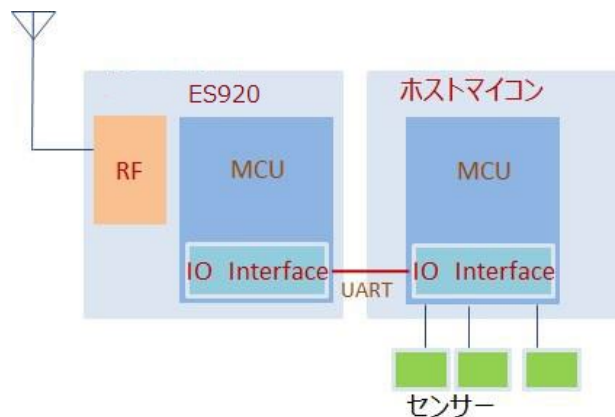 ES920
ホストマイコン
RF
MCU
MCU
IO Interface
UART
IO Interface
センサー